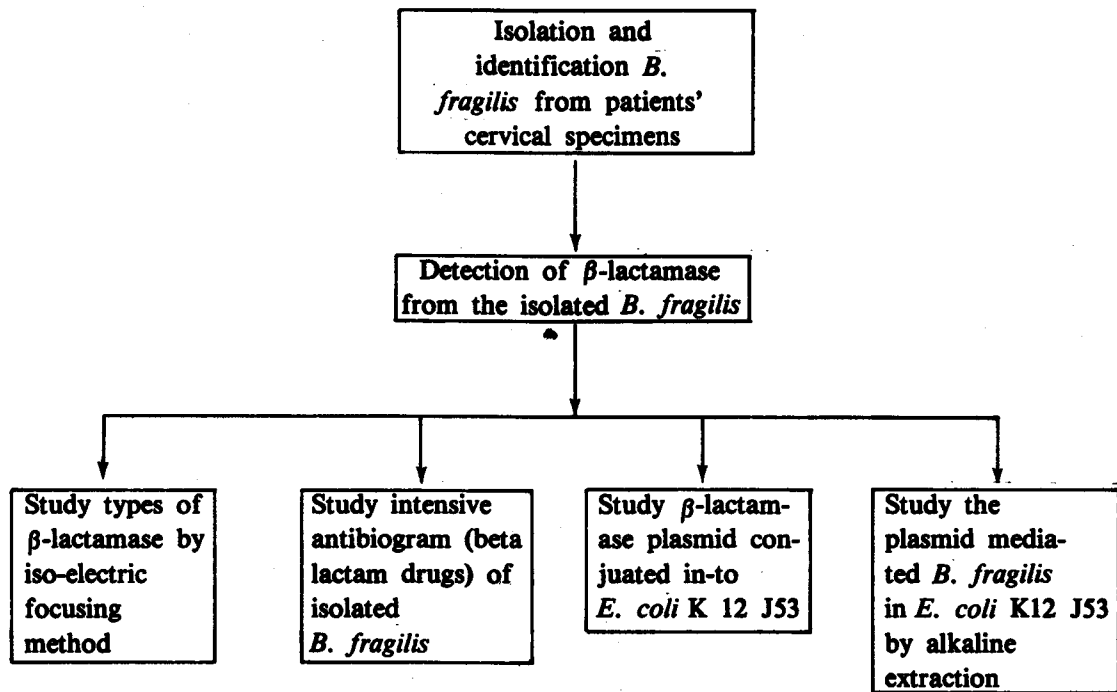 Isolation and
identification B.
fragilis from patients'
cervical specimens
Detection of β-lactamase
from the isolated B. fragilis
Study types of
β-lactamase by
iso-electric
focusing
method
Study intensive
antibiogram (beta
lactam drugs) of
isolated
B. fragilis
Study β-lactam-
ase plasmid con-
juated in-to
E. coli K 12 J53
Study the
plasmid media-
ted B. fragilis
in E. coli K12 J53
by alkaline
extraction